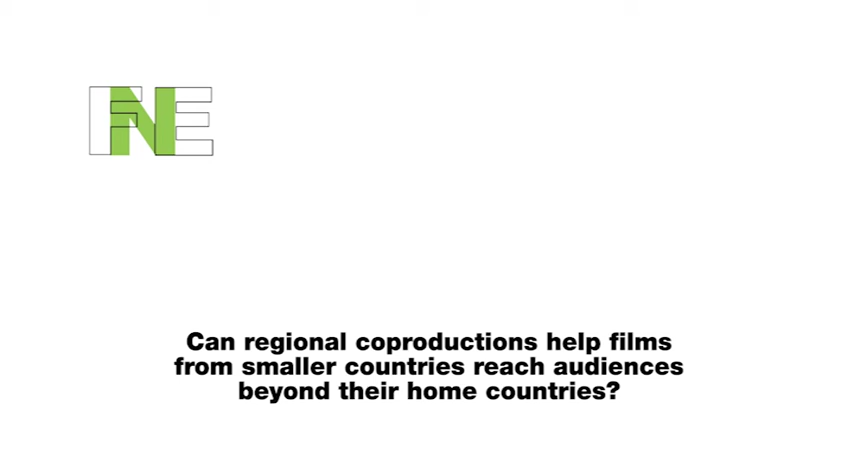 FNE
Can regional coproductions help films
from smaller countries reach audiences
beyond their home countries?